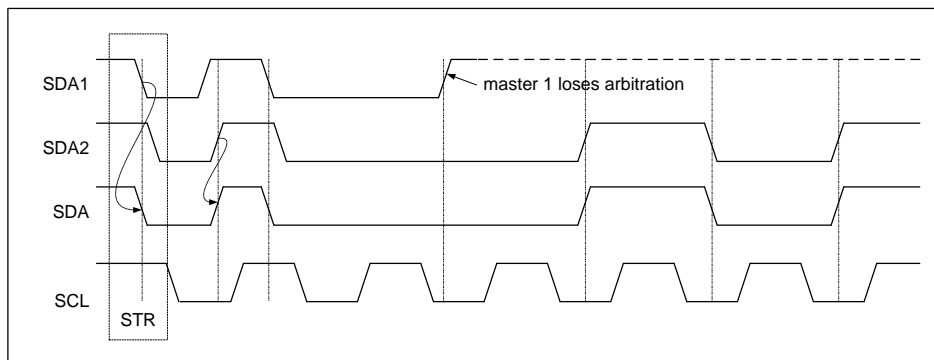 SDA1
master 1 loses arbitration
SDA2
SDA
SCL
STR